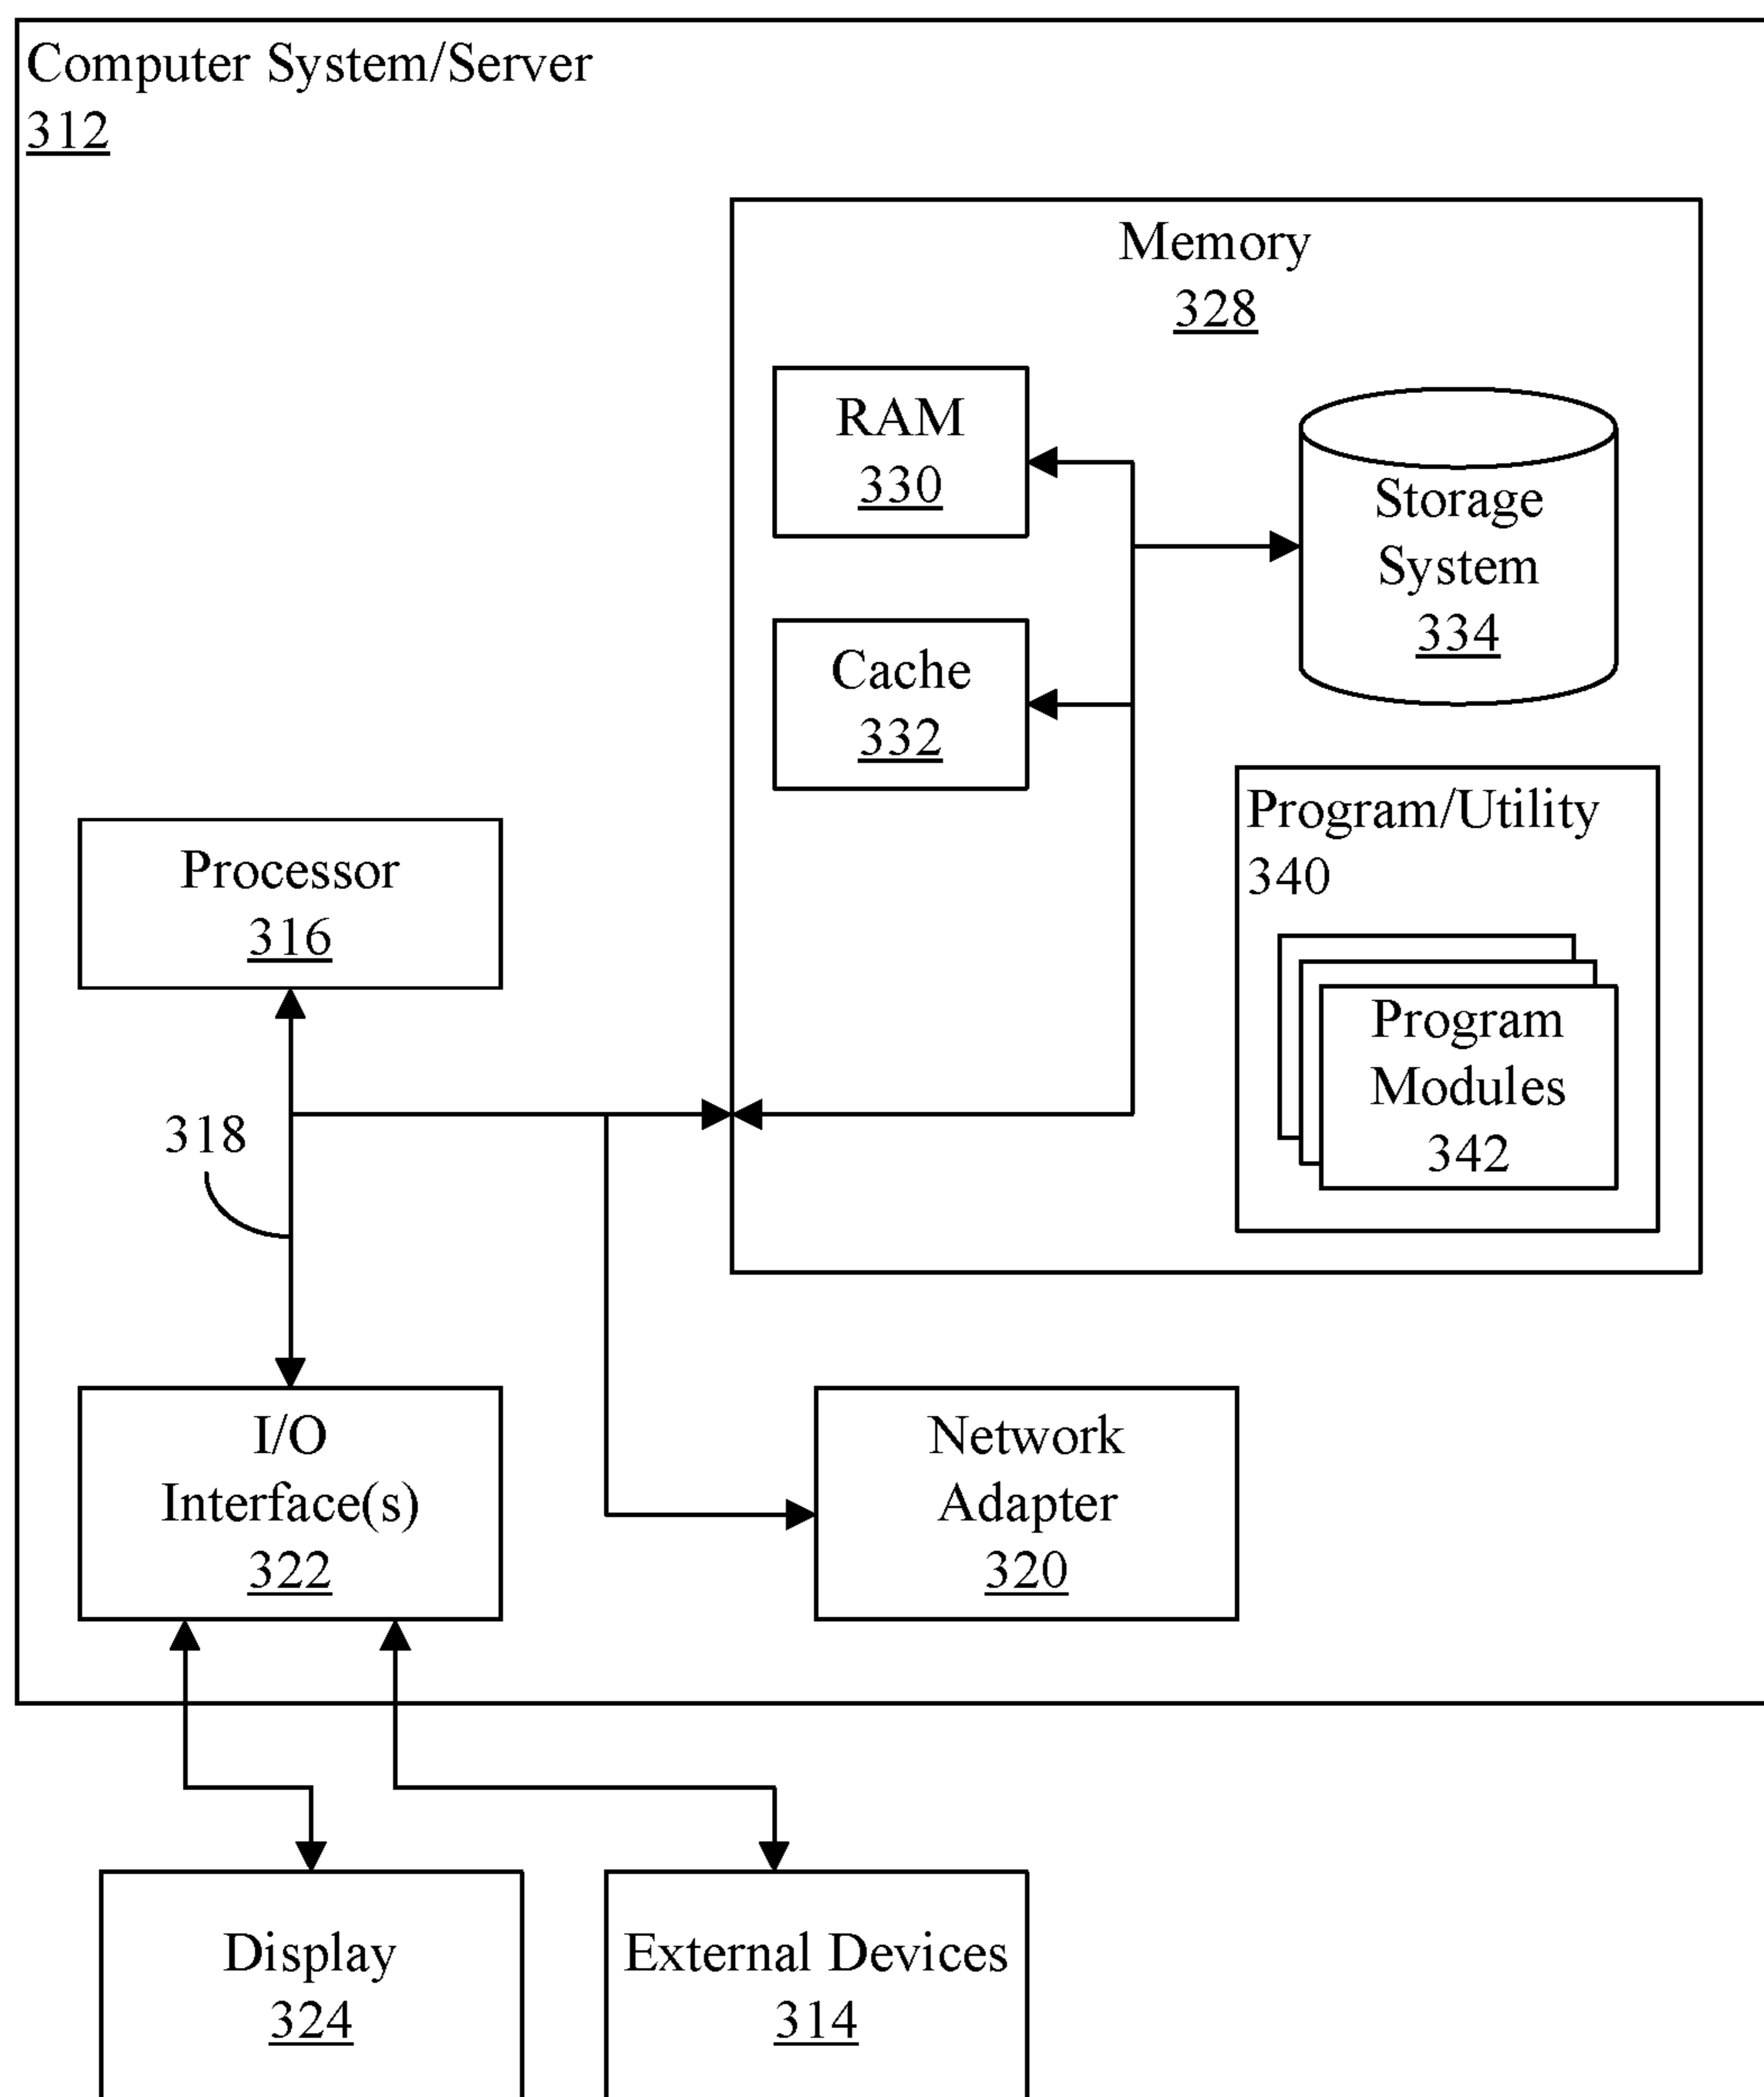 Computer System/Server
312
Memory
328
RAM
330
Storage
System
334
Cache
332
Program/Utility
340
Processor
316
Program
Modules
342
318
I/O
Interface(s)
322
Network
Adapter
320
Display
324
External Devices
314